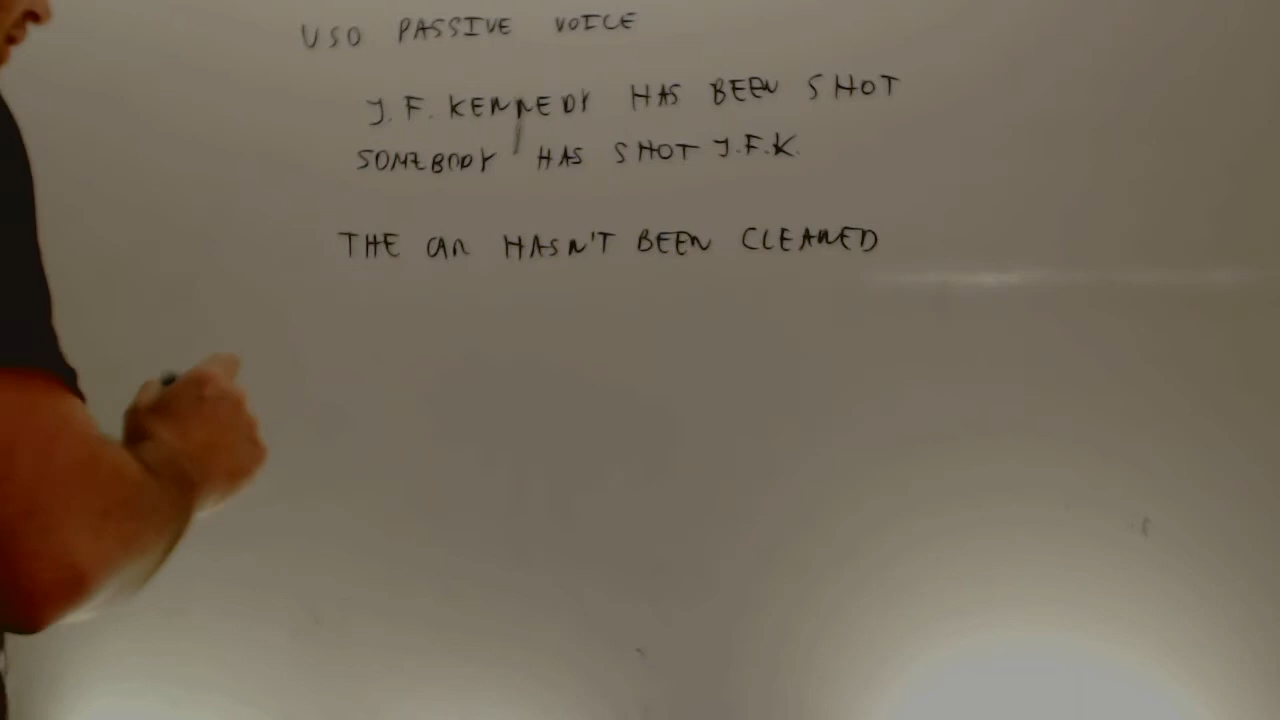 USO PASSIVE VOICE
J. F. KENNEDY HAS BEEN SHOT
SOMEBODY HAS SHOT J.F.K.
THE CAR HASN'T BEEN CLEANED